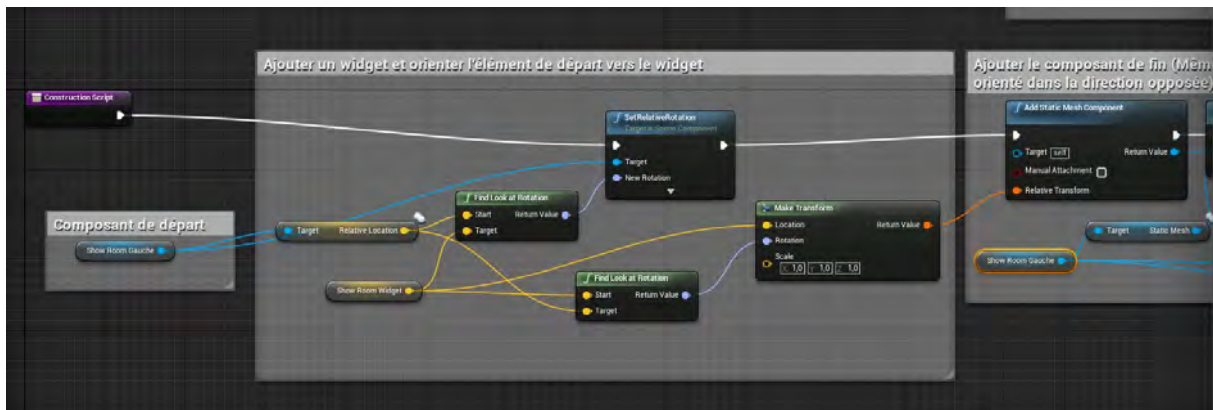 Ajouter un widget et orienter l'élément de départ vers le widget
Ajouter le composant de fin (Mêm
orienté dans la direction opposée)
Construction Script
SetRelativeRotation
Target is Scene Component
Target
New Rotation
Add Static Mesh Component
Target self
Return Value
Manual Attachment
Relative Transform
Find Look at Rotation
Start
Return Value
Target
Make Transform
Location
Return Value
Rotation
Scale
X 1,0 Y 1,0 Z 1,0
Composant de départ
Show Room Gauche
Target
Relative Location
Show Room Widget
Find Look at Rotation
Start
Return Value
Target
Target
Static Mesh
Show Room Gauche